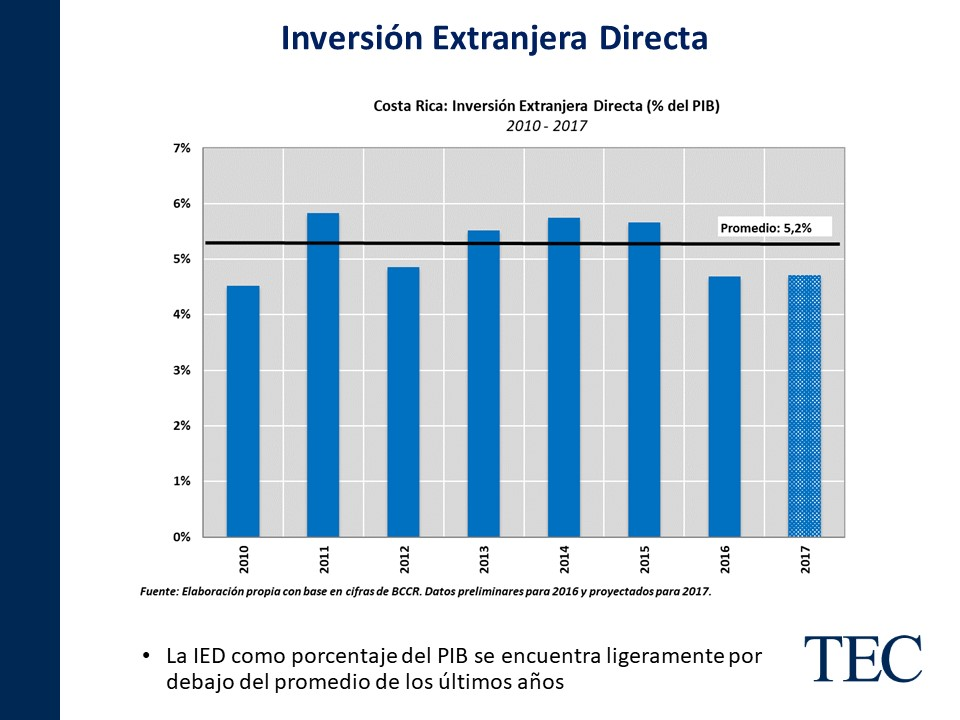 Inversión Extranjera Directa
Costa Rica: Inversión Extranjera Directa (% del PIB)
2010 - 2017
7%
6%
5%
4%
3%
2%
1%
0%
Promedio: 5,2%
2010
2011
2012
2013
2014
2015
2016
2017
Fuente: Elaboración propia con base en cifras de BCCR. Datos preliminares para 2016 y proyectados para 2017.
• La IED como porcentaje del PIB se encuentra ligeramente por
debajo del promedio de los últimos años
TEC